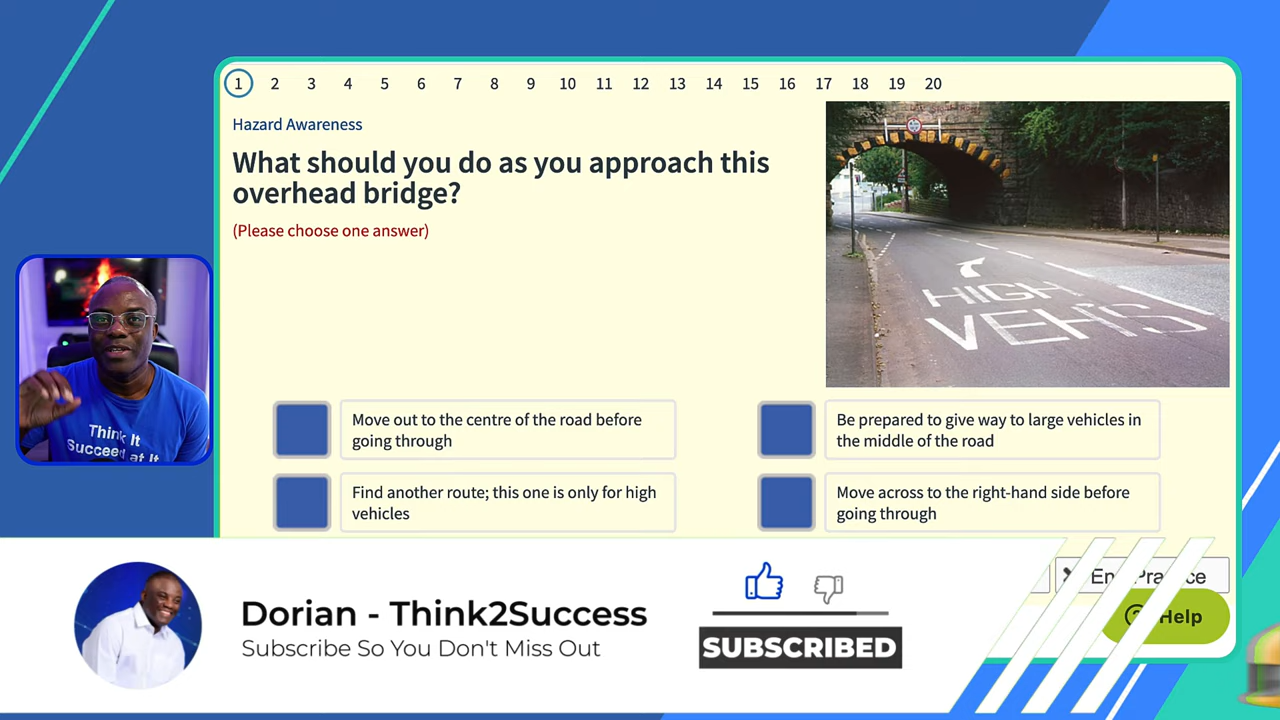 1 2 3 4 5 6 7 8 9 10 11 12 13 14 15 16 17 18 19 20
Hazard Awareness
What should you do as you approach this
overhead bridge?
(Please choose one answer)
HIGH
VEH'S
Think It
Succeed at It
Move out to the centre of the road before
going through
Be prepared to give way to large vehicles in
the middle of the road
Find another route; this one is only for high
vehicles
Move across to the right-hand side before
going through
End Practice
Help
Dorian - Think2Success
Subscribe So You Don't Miss Out
SUBSCRIBED